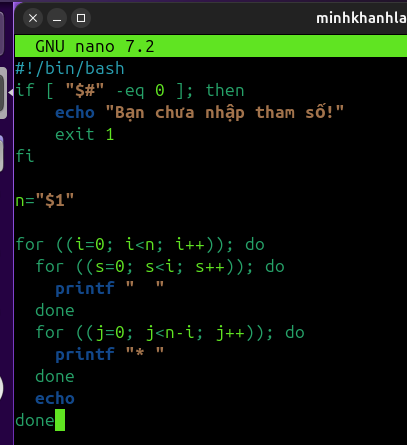 minhkhanhla
GNU nano 7.2
#!/bin/bash
if [ "$#" -eq 0 ]; then
    echo "Bạn chưa nhập tham số!"
    exit 1
fi

n="$1"

for ((i=0; i<n; i++)); do
  for ((s=0; s<i; s++)); do
    printf "  "
  done
  for ((j=0; j<n-i; j++)); do
    printf "* "
  done
  echo
done